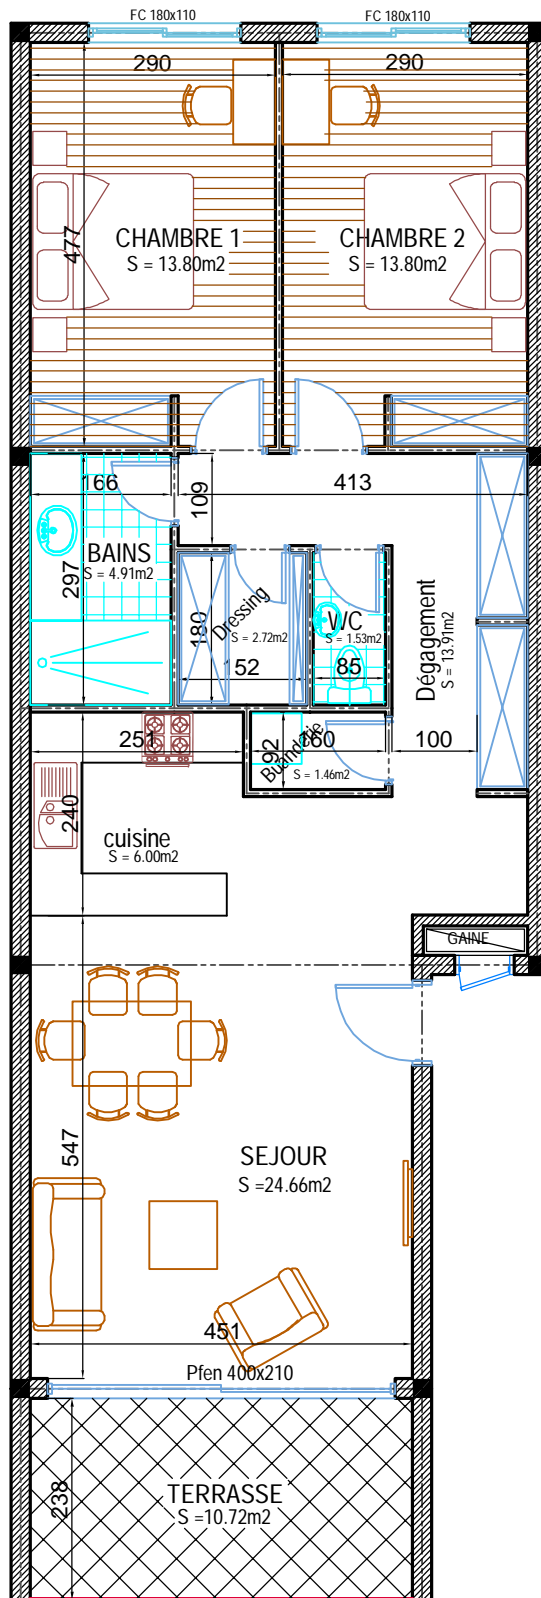 FC 180x110
FC 180x110
290
290
477
CHAMBRE 1
S = 13.80m2
CHAMBRE 2
S = 13.80m2
166
413
109
297
BAINS
S = 4.91m2
180
Dressing
S = 2.72m2
152
WC
S = 1.53m2
85
Dégagement
S = 13.91m2
251
92
160
Buanderie
S = 1.46m2
100
240
cuisine
S = 6.00m2
GAINE
547
SEJOUR
S =24.66m2
451
Pfen 400x210
238
TERRASSE
S =10.72m2